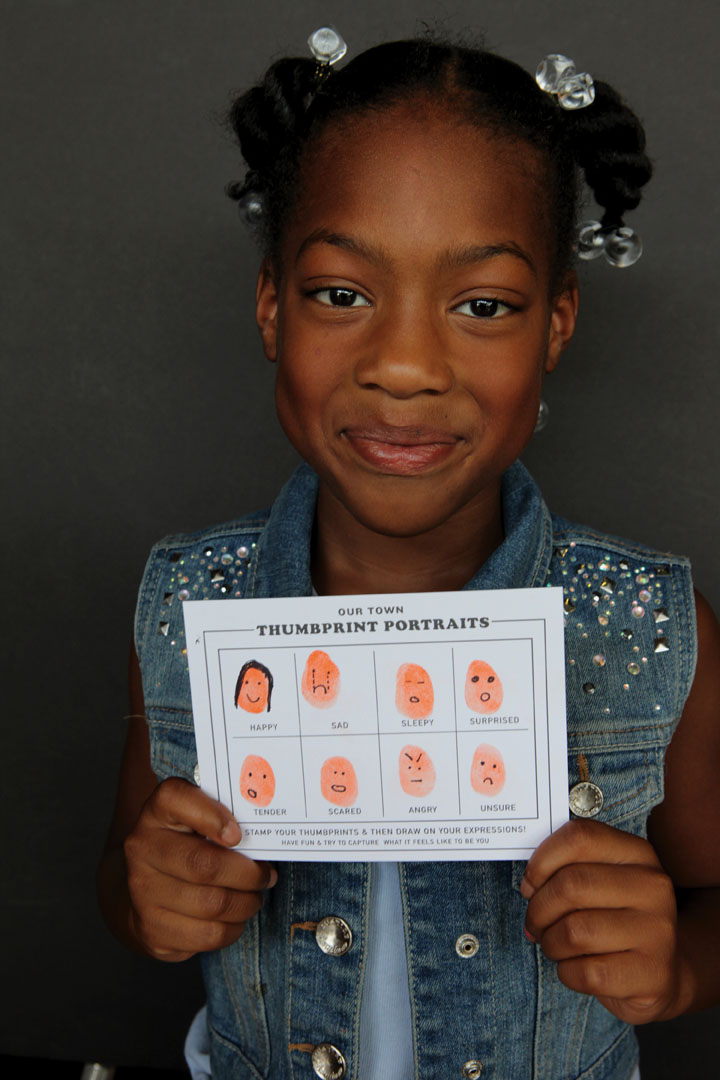 OUR TOWN
THUMBPRINT PORTRAITS
HAPPY SAD SLEEPY SURPRISED
TENDER SCARED ANGRY UNSURE
STAMP YOUR THUMBPRINTS & THEN DRAW ON YOUR EXPRESSIONS!
HAVE FUN & TRY TO CAPTURE WHAT IT FEELS LIKE TO BE YOU